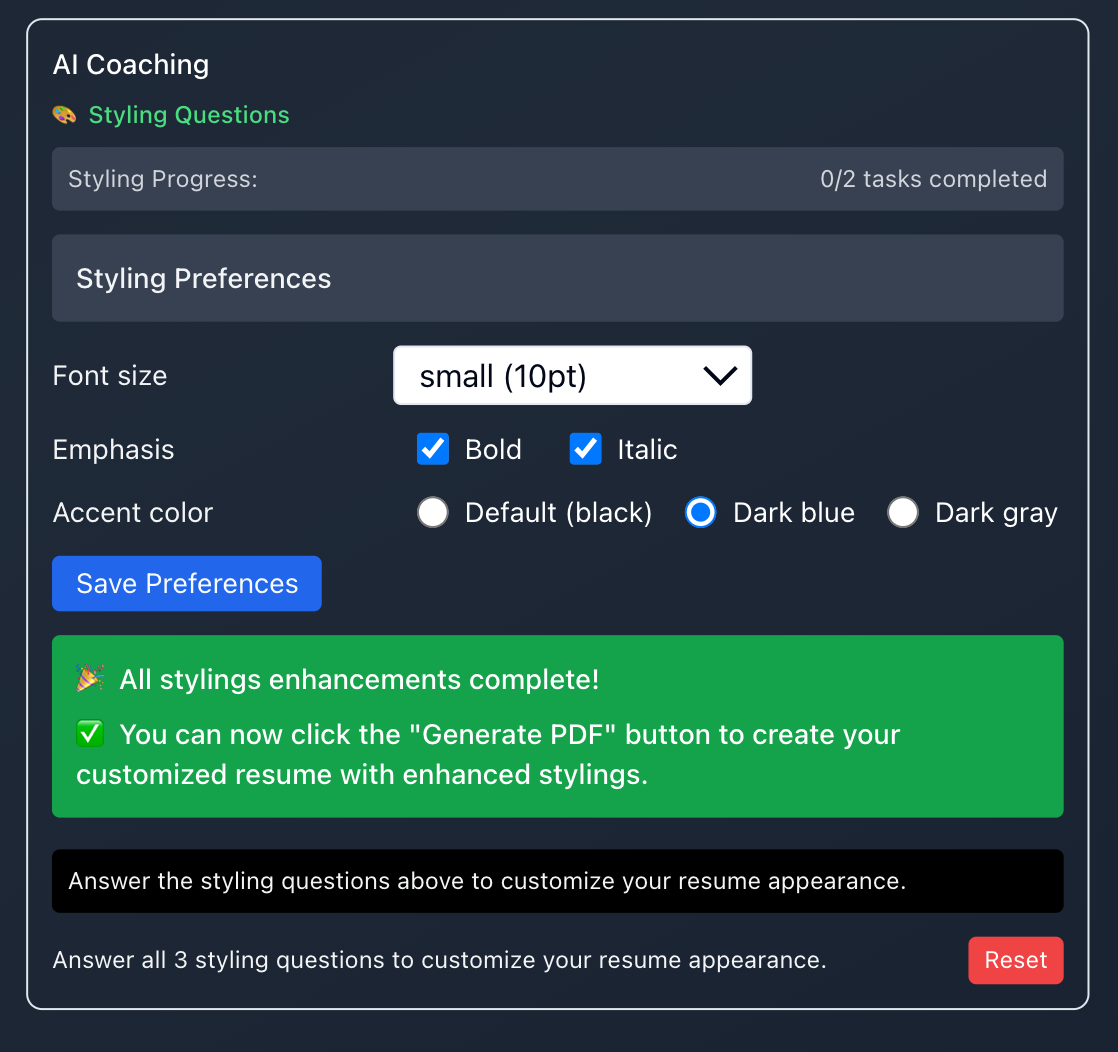 AI Coaching
🎨 Styling Questions
Styling Progress: 0/2 tasks completed
Styling Preferences
Font size small (10pt)
Emphasis Bold Italic
Accent color Default (black) Dark blue Dark gray
Save Preferences
🎉 All stylings enhancements complete!
✅ You can now click the "Generate PDF" button to create your
customized resume with enhanced stylings.
Answer the styling questions above to customize your resume appearance.
Answer all 3 styling questions to customize your resume appearance. Reset